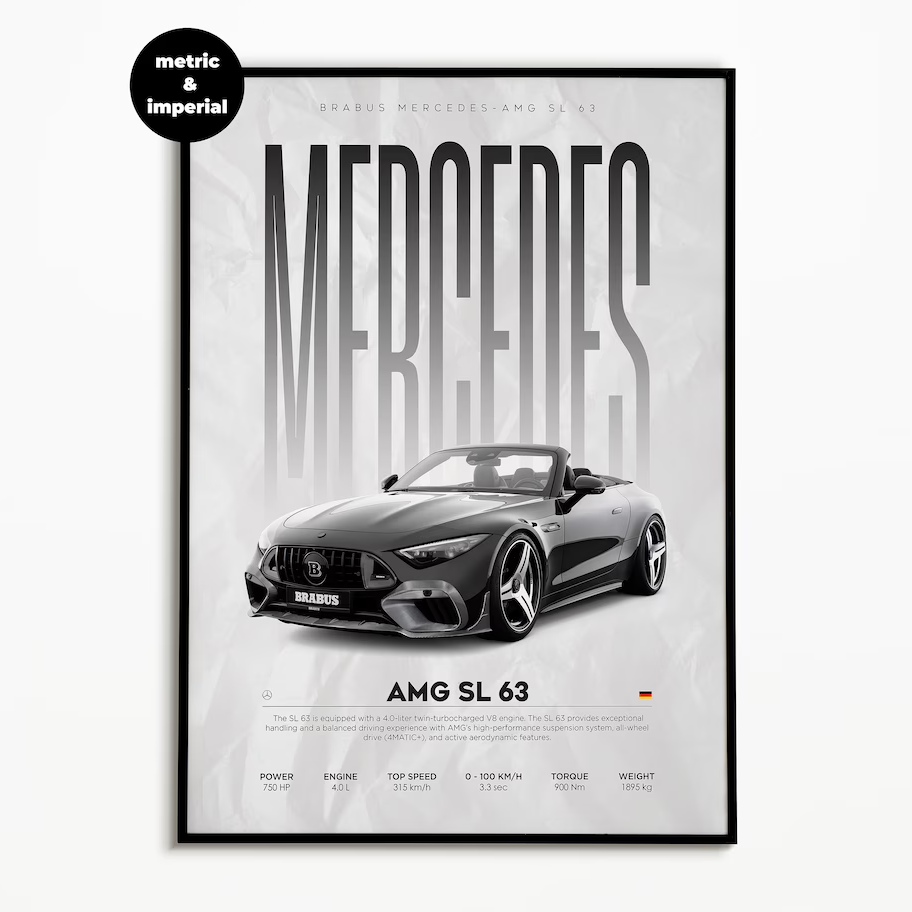 metric
&
imperial
BRABUS MERCEDES-AMG SL 63
MERCEDES
B
BRABUS
AMG SL 63
The SL 63 is equipped with a 4.0-liter twin-turbocharged V8 engine. The SL 63 provides exceptional
handling and a balanced driving experience with AMG's high-performance suspension system, all-wheel
drive (4MATIC+), and active aerodynamic features.
POWER ENGINE TOP SPEED 0 - 100 KM/H TORQUE WEIGHT
750 HP 4.0 L 315 km/h 3.3 sec 900 Nm 1895 kg